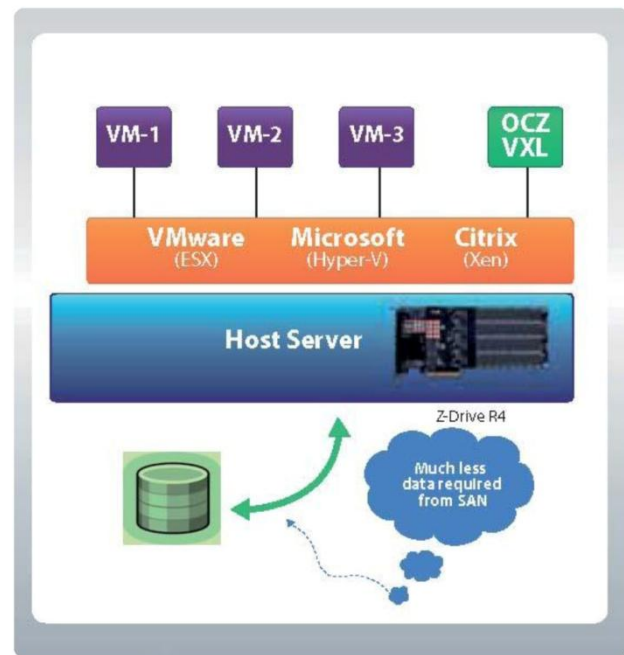 VM-1
VM-2
VM-3
OCZ
VXL
VMware
(ESX)
Microsoft
(Hyper-V)
Citrix
(Xen)
Host Server
Z-Drive R4
Much less
data required
from SAN